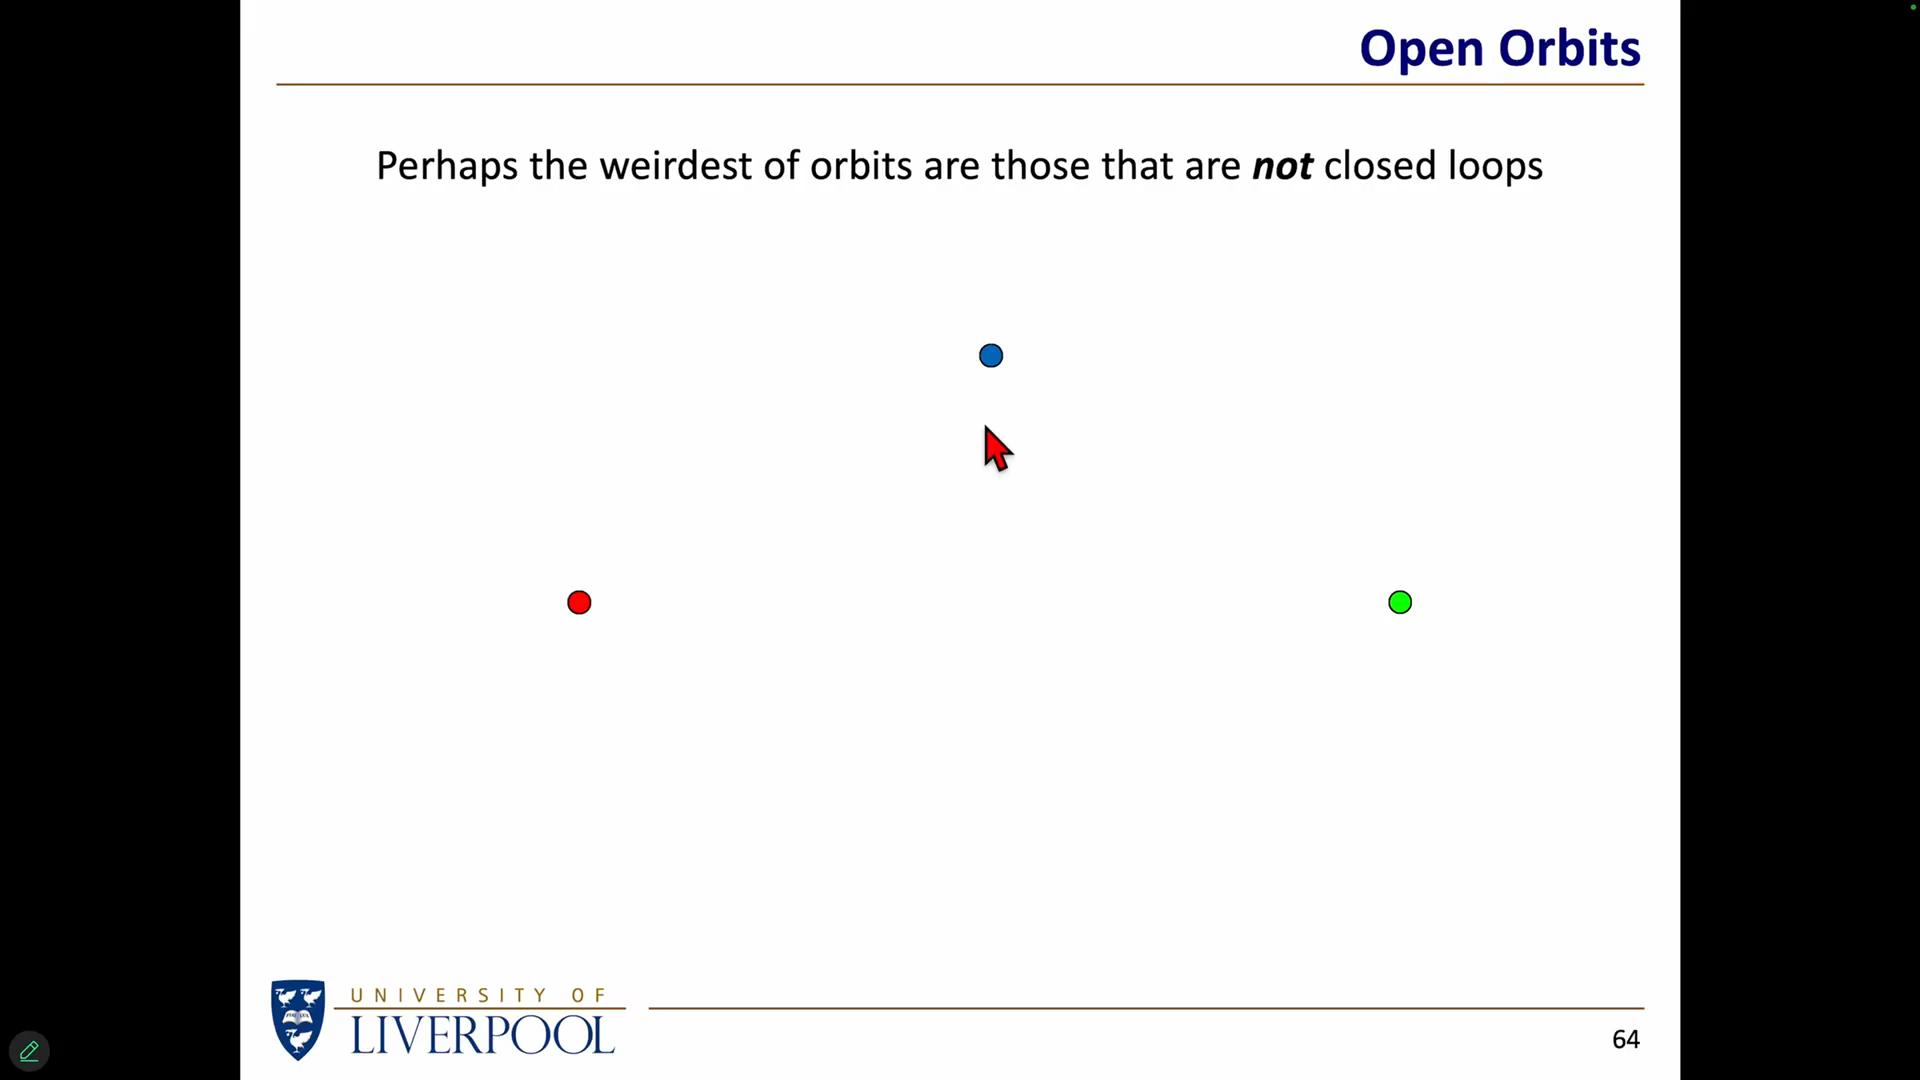 Open Orbits
Perhaps the weirdest of orbits are those that are not closed loops
UNIVERSITY OF
LIVERPOOL
64